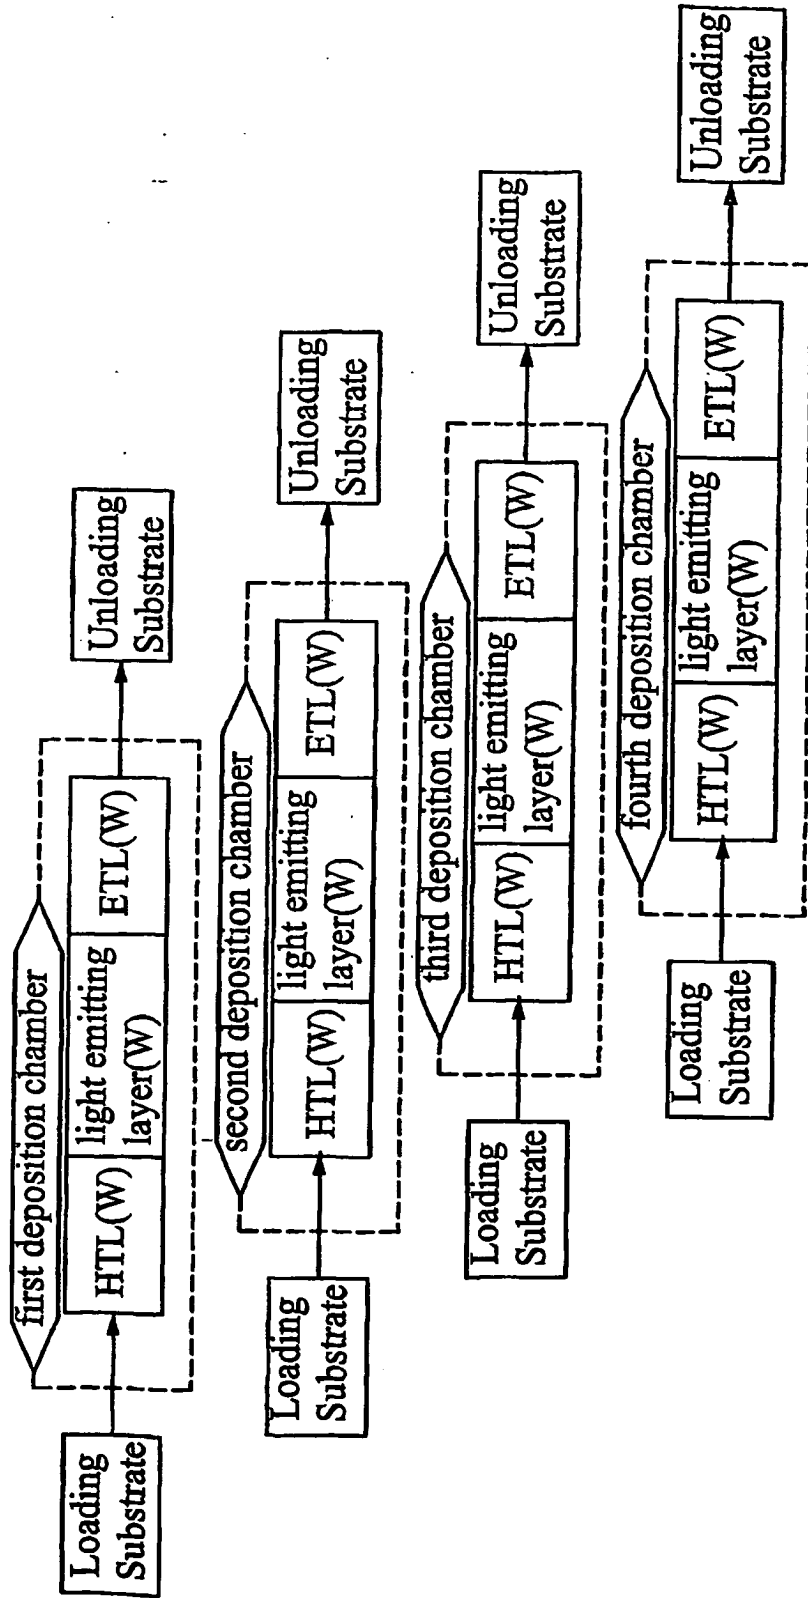 first deposition chamber
Loading
Substrate
HTL(W)
light emitting
layer(W)
ETL(W)
Unloading
Substrate
second deposition chamber
Loading
Substrate
HTL(W)
light emitting
layer(W)
ETL(W)
Unloading
Substrate
third deposition chamber
Loading
Substrate
HTL(W)
light emitting
layer(W)
ETL(W)
Unloading
Substrate
fourth deposition chamber
Loading
Substrate
HTL(W)
light emitting
layer(W)
ETL(W)
Unloading
Substrate